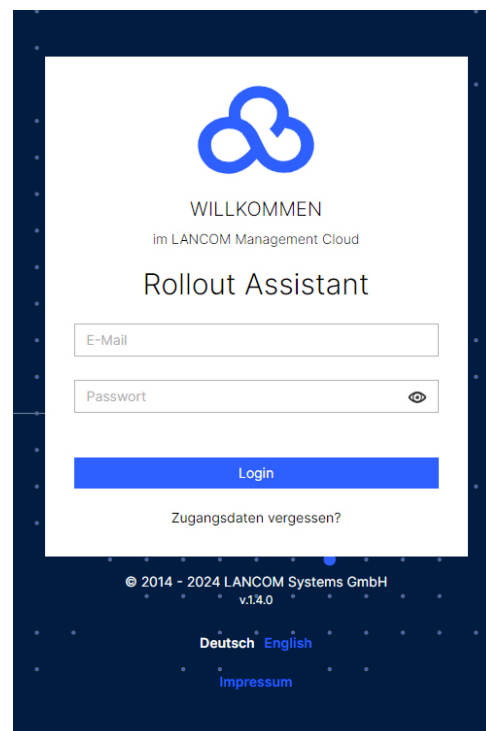 WILLKOMMEN
im LANCOM Management Cloud
Rollout Assistant
E-Mail
Passwort
Login
Zugangsdaten vergessen?
© 2014 - 2024 LANCOM Systems GmbH
v.1.4.0
Deutsch English
Impressum